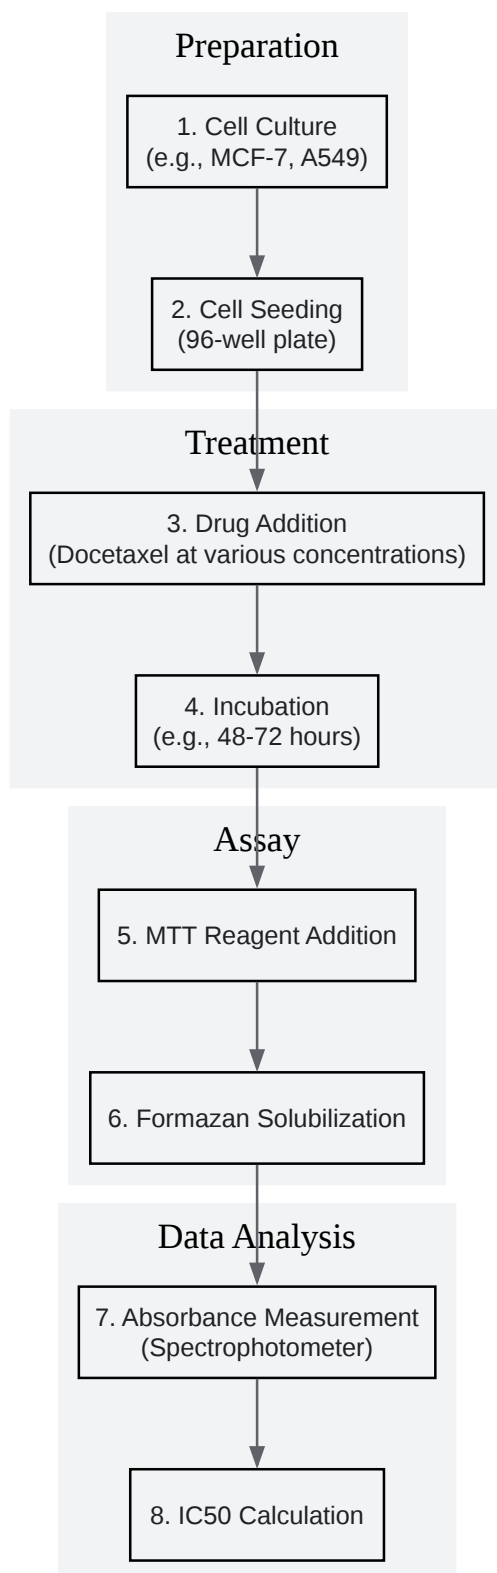 Preparation
1. Cell Culture
(e.g., MCF-7, A549)
2. Cell Seeding
(96-well plate)
Treatment
3. Drug Addition
(Docetaxel at various concentrations)
4. Incubation
(e.g., 48-72 hours)
Assay
5. MTT Reagent Addition
6. Formazan Solubilization
Data Analysis
7. Absorbance Measurement
(Spectrophotometer)
8. IC50 Calculation